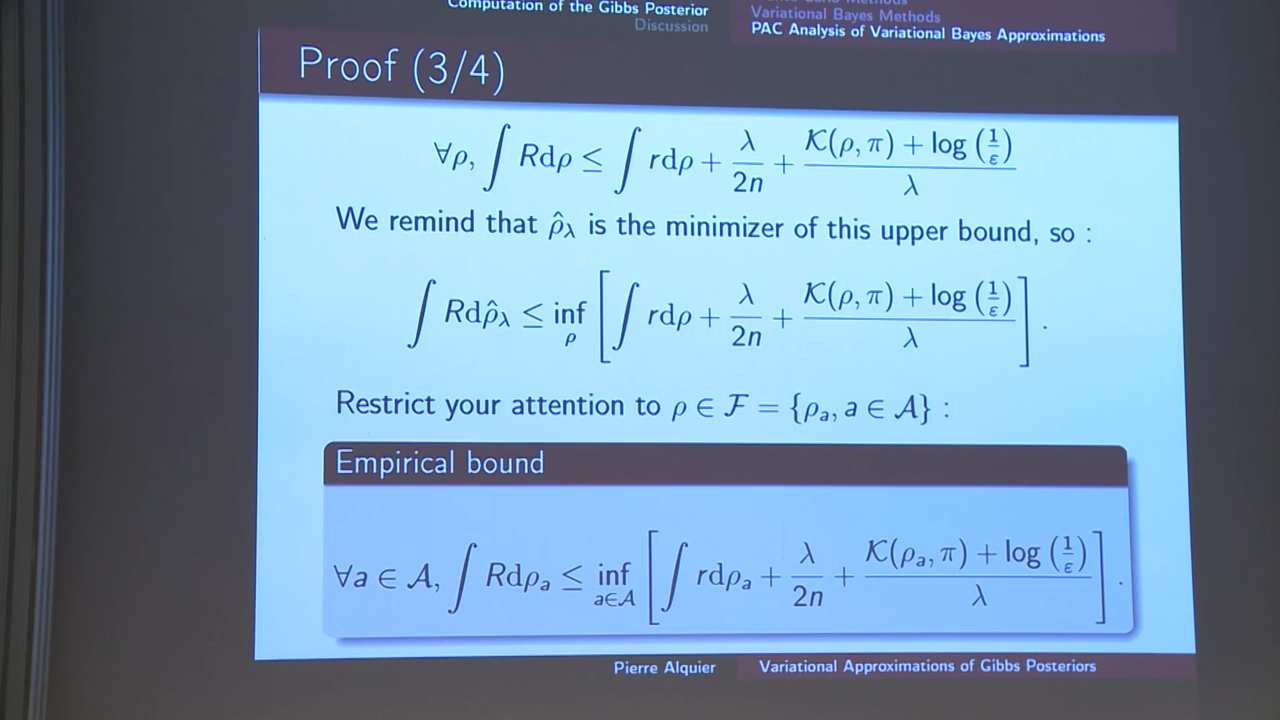 Computation of the Gibbs Posterior
Discussion
Variational Bayes Methods
PAC Analysis of Variational Bayes Approximations
Proof (3/4)
∀ρ, ∫ Rdρ ≤ ∫ rdρ + λ/2n + (K(ρ, π) + log (1/ε))/λ
We remind that ρ̂_λ is the minimizer of this upper bound, so :
∫ Rdρ̂_λ ≤ inf_ρ [ ∫ rdρ + λ/2n + (K(ρ, π) + log (1/ε))/λ ] .
Restrict your attention to ρ ∈ F = {ρ_a, a ∈ A} :
Empirical bound
∀a ∈ A, ∫ Rdρ_a ≤ inf_{a∈A} [ ∫ rdρ_a + λ/2n + (K(ρ_a, π) + log (1/ε))/λ ] .
Pierre Alquier
Variational Approximations of Gibbs Posteriors